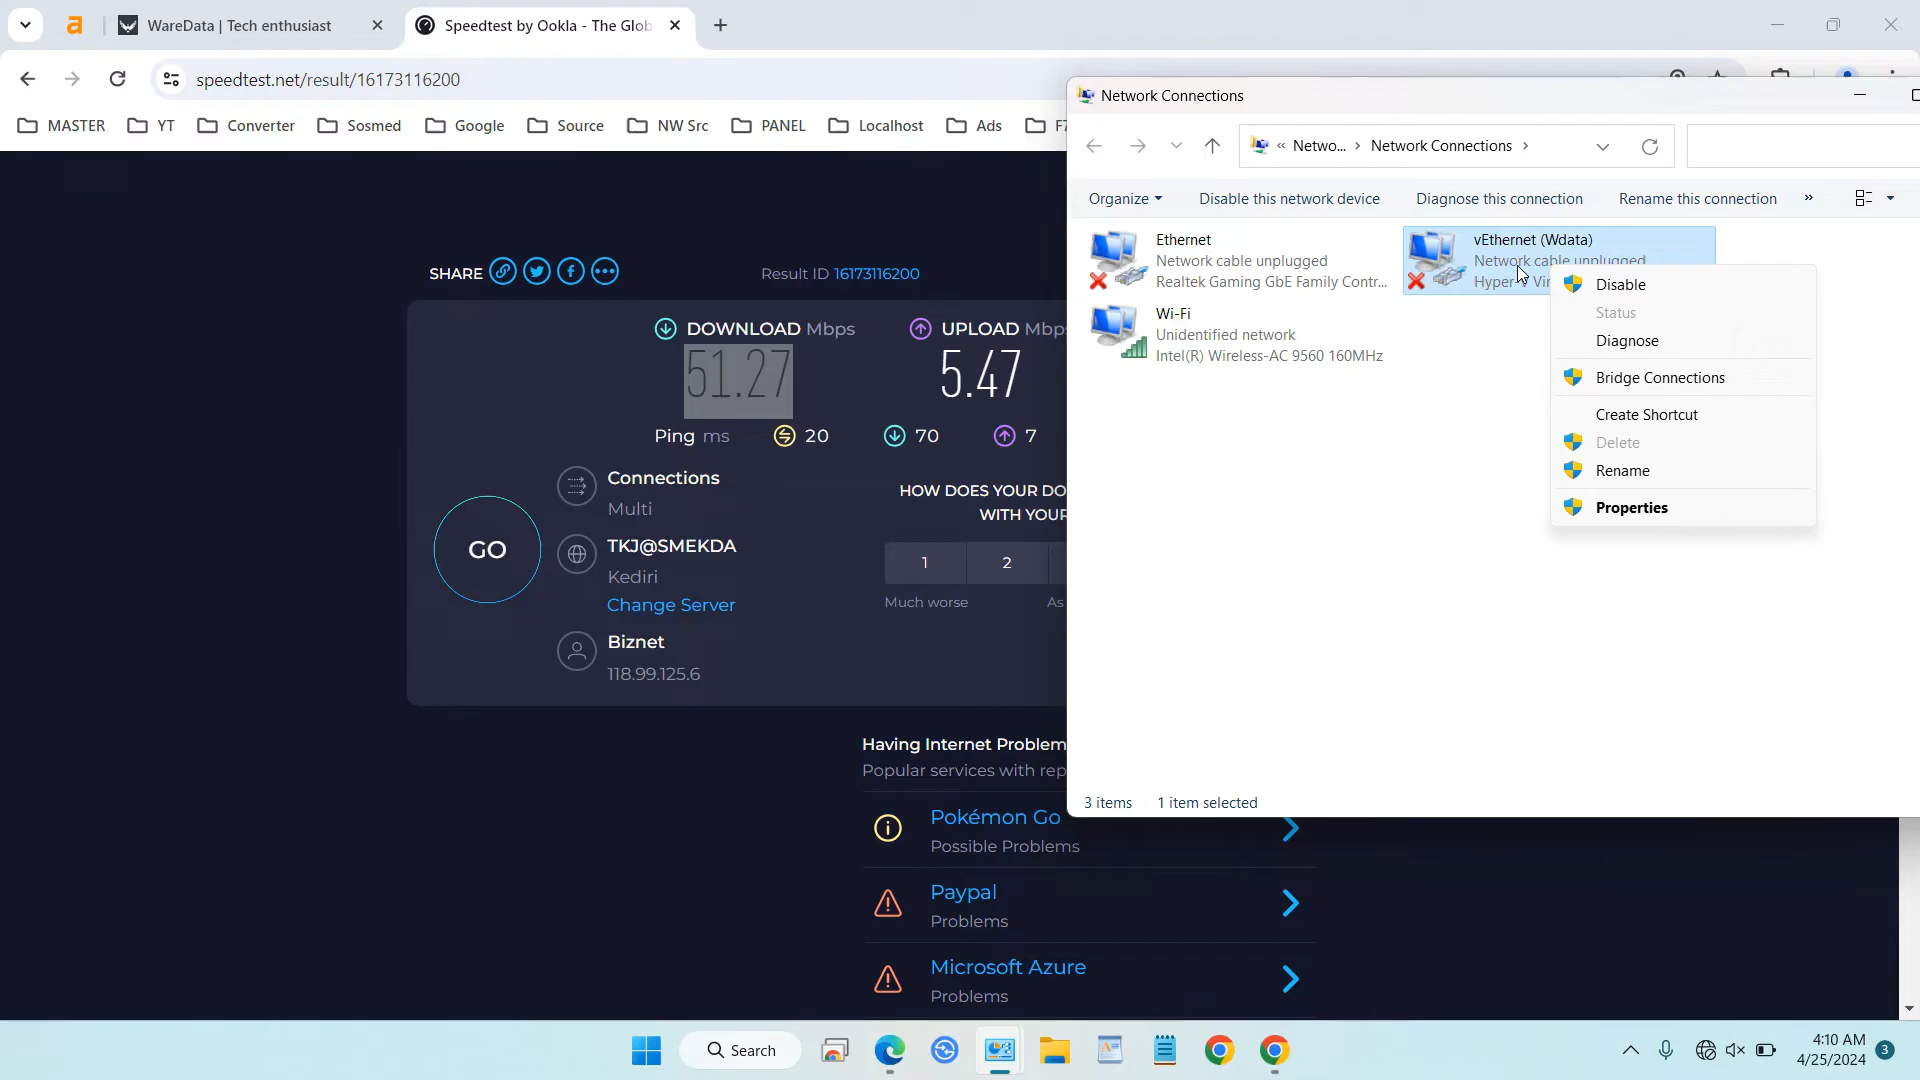 WareData | Tech enthusiast
Speedtest by Ookla - The Glob
speedtest.net/result/16173116200
MASTER
YT
Converter
Sosmed
Google
Source
NW Src
PANEL
Localhost
Ads
SHARE
Result ID 16173116200
DOWNLOAD Mbps
UPLOAD Mbps
51.27
5.47
Ping ms
20
70
7
Connections
Multi
TKJ@SMEKDA
Kediri
Change Server
Biznet
118.99.125.6
GO
HOW DOES YOUR DO
WITH YOUR
1
2
Much worse
As
Having Internet Problem
Popular services with rep
Pokémon Go
Possible Problems
Paypal
Problems
Microsoft Azure
Problems
Network Connections
« Netwo... › Network Connections ›
Organize
Disable this network device
Diagnose this connection
Rename this connection
»
Ethernet
Network cable unplugged
Realtek Gaming GbE Family Contr...
vEthernet (Wdata)
Network cable unplugged
Wi-Fi
Unidentified network
Intel(R) Wireless-AC 9560 160MHz
Disable
Status
Diagnose
Bridge Connections
Create Shortcut
Delete
Rename
Properties
3 items
1 item selected
Search
4:10 AM
4/25/2024
3